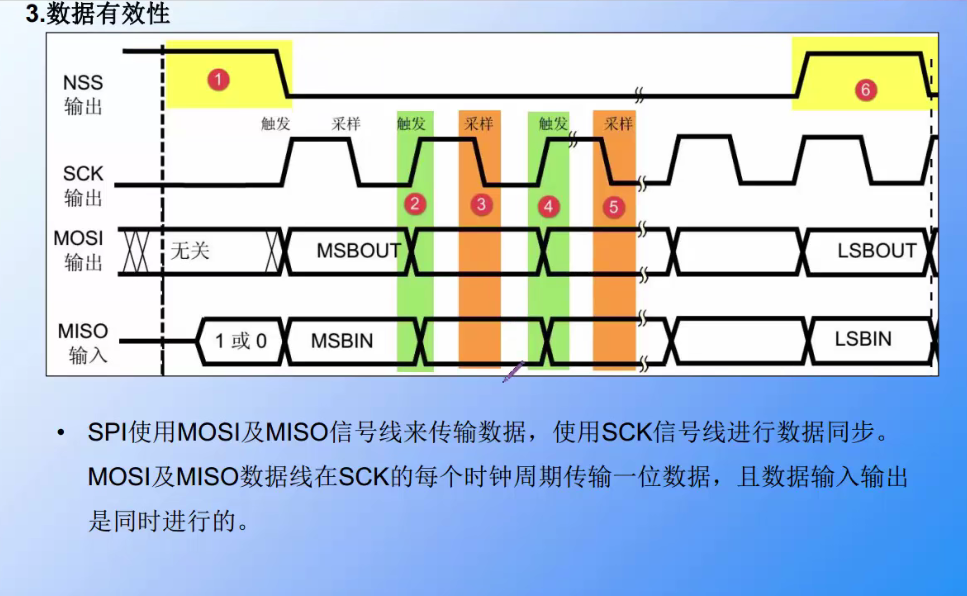 3.数据有效性
NSS
输出
1
6
触发 采样 触发 采样 触发 采样
SCK
输出
2 3 4 5
MOSI
输出
无关 MSBOUT LSBOUT
MISO
输入
1 或 0 MSBIN LSBIN
• SPI使用MOSI及MISO信号线来传输数据，使用SCK信号线进行数据同步。
MOSI及MISO数据线在SCK的每个时钟周期传输一位数据，且数据输入输出
是同时进行的。